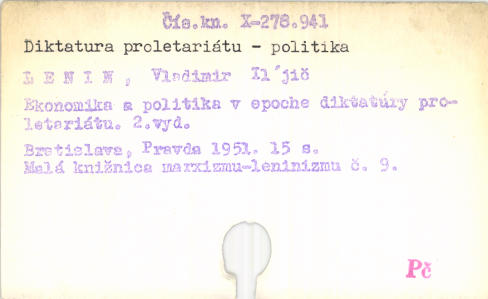 Čís.kn. X-278.941
Diktatura proletariátu - politika
L E N I N , Vladimir Il´jič
Ekonomika a politika v epoche diktatúry pro-
letariátu. 2.vyd.
Bratislava, Pravda 1951. 15 s.
Malá knižnica marxizmu-leninizmu č. 9.
Pč